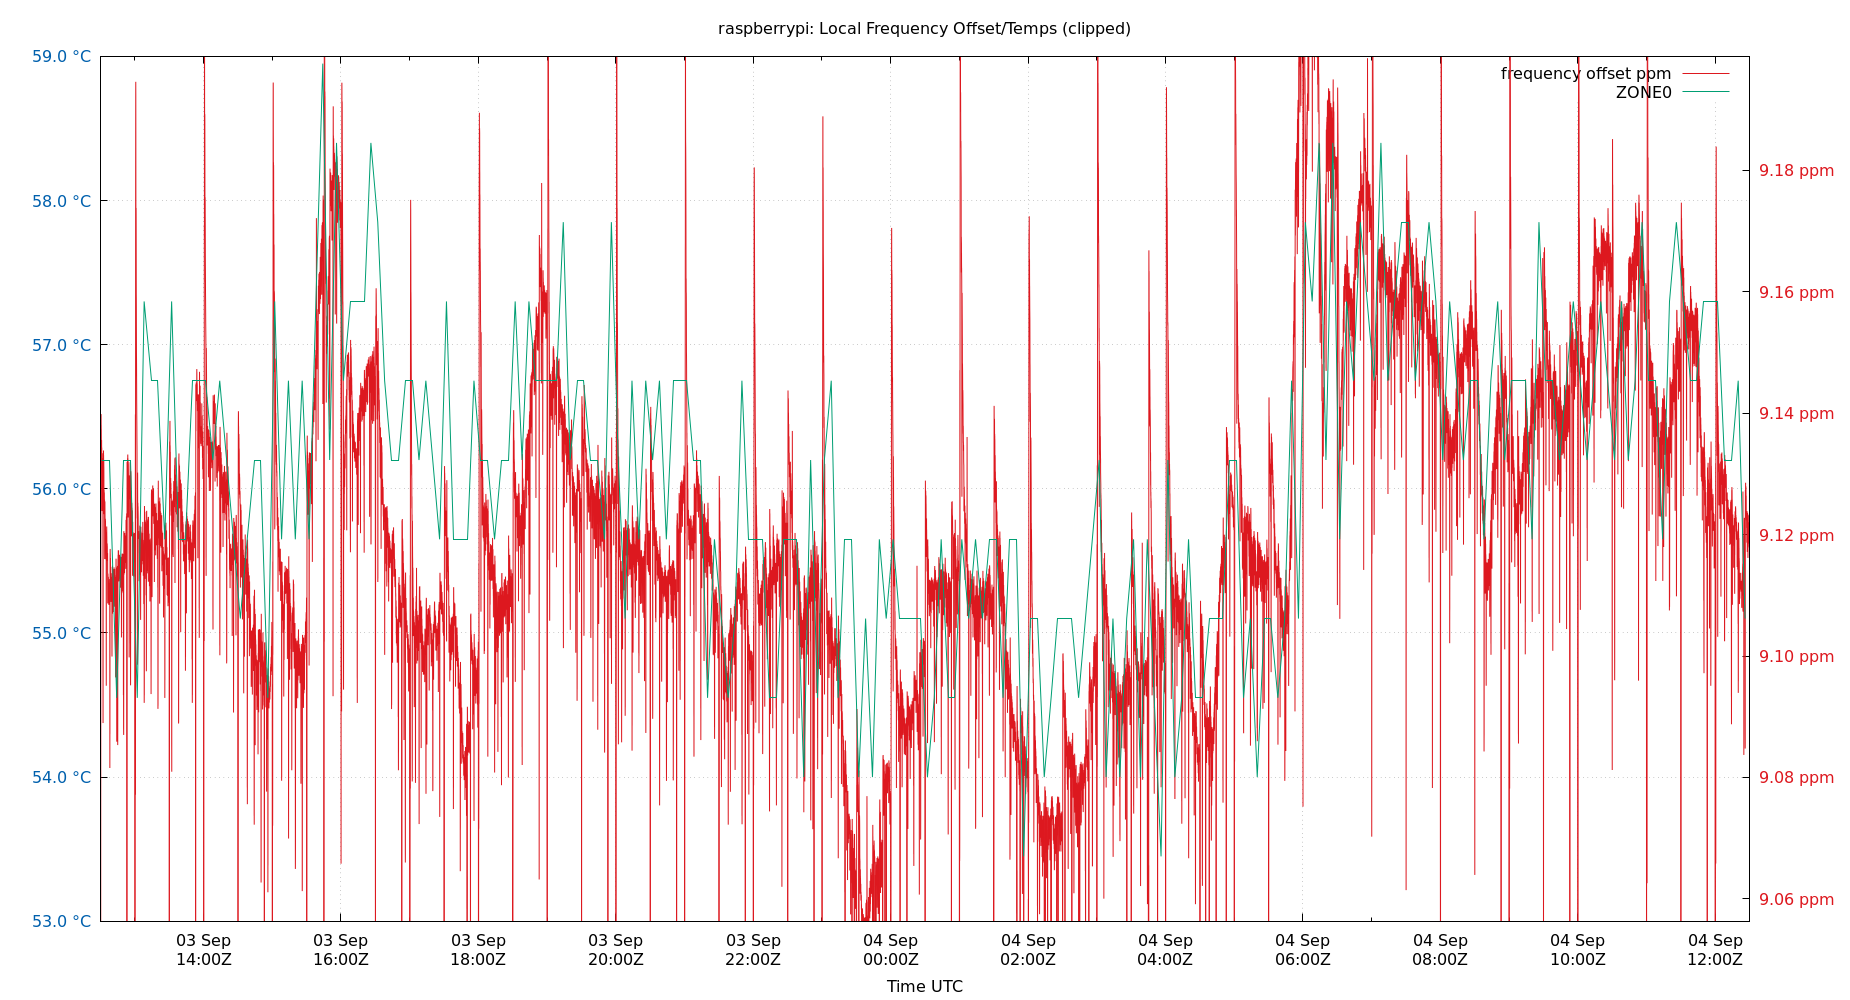 raspberrypi: Local Frequency Offset/Temps (clipped)
frequency offset ppm
ZONE0
59.0 °C
58.0 °C
57.0 °C
56.0 °C
55.0 °C
54.0 °C
53.0 °C
9.18 ppm
9.16 ppm
9.14 ppm
9.12 ppm
9.10 ppm
9.08 ppm
9.06 ppm
03 Sep
14:00Z
03 Sep
16:00Z
03 Sep
18:00Z
03 Sep
20:00Z
03 Sep
22:00Z
04 Sep
00:00Z
04 Sep
02:00Z
04 Sep
04:00Z
04 Sep
06:00Z
04 Sep
08:00Z
04 Sep
10:00Z
04 Sep
12:00Z
Time UTC